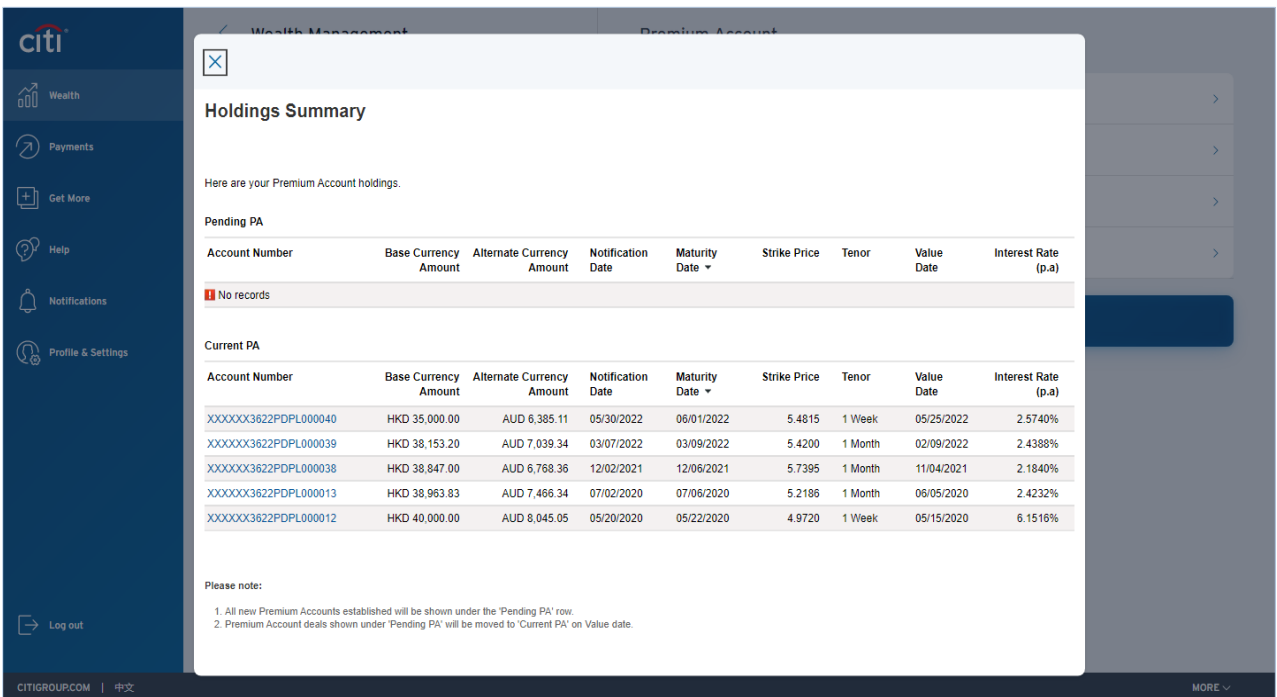 citi
Wealth Management
Premium Account
Wealth
Payments
Get More
Help
Notifications
Profile & Settings
Log out
Holdings Summary
Here are your Premium Account holdings.
Pending PA
Account Number Base Currency Amount Alternate Currency Amount Notification Date Maturity Date Strike Price Tenor Value Date Interest Rate (p.a)
No records
Current PA
Account Number Base Currency Amount Alternate Currency Amount Notification Date Maturity Date Strike Price Tenor Value Date Interest Rate (p.a)
XXXXXX3622PDPL000040 HKD 35,000.00 AUD 6,385.11 05/30/2022 06/01/2022 5.4815 1 Week 05/25/2022 2.5740%
XXXXXX3622PDPL000039 HKD 38,153.20 AUD 7,039.34 03/07/2022 03/09/2022 5.4200 1 Month 02/09/2022 2.4388%
XXXXXX3622PDPL000038 HKD 38,847.00 AUD 6,768.36 12/02/2021 12/06/2021 5.7395 1 Month 11/04/2021 2.1840%
XXXXXX3622PDPL000013 HKD 38,963.83 AUD 7,466.34 07/02/2020 07/06/2020 5.2186 1 Month 06/05/2020 2.4232%
XXXXXX3622PDPL000012 HKD 40,000.00 AUD 8,045.05 05/20/2020 05/22/2020 4.9720 1 Week 05/15/2020 6.1516%
Please note:
1. All new Premium Accounts established will be shown under the 'Pending PA' row.
2. Premium Account deals shown under 'Pending PA' will be moved to 'Current PA' on Value date.
CITIGROUP.COM | 中文
MORE